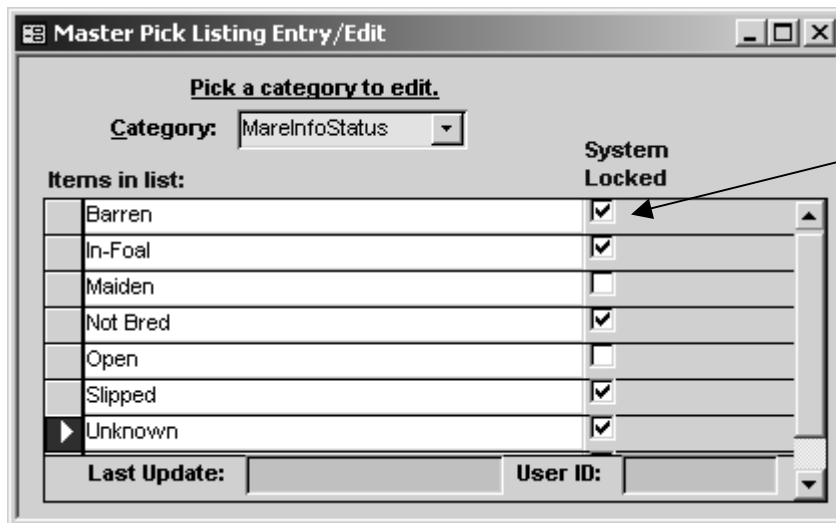 Master Pick Listing Entry/Edit
Pick a category to edit.
Category: MareInfoStatus
System
Locked
Items in list:
Barren
In-Foal
Maiden
Not Bred
Open
Slipped
Unknown
Last Update: User ID: